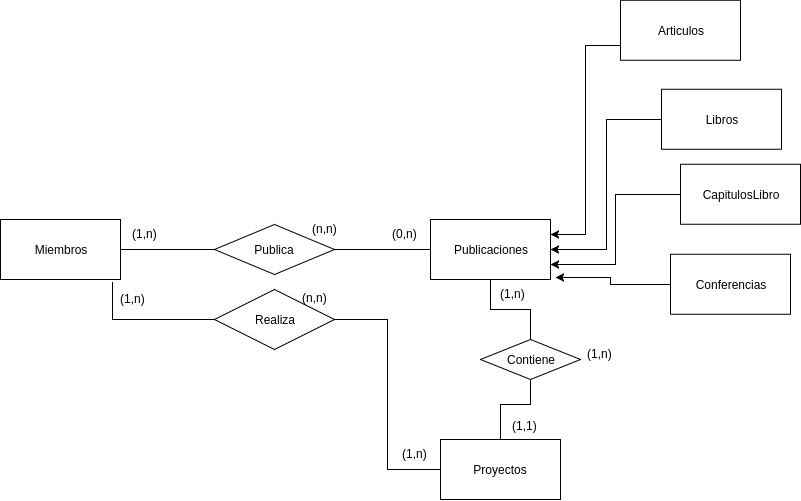 Articulos
Libros
CapitulosLibro
(1,n)
(n,n)
(0,n)
Miembros
Publica
Publicaciones
Conferencias
(1,n)
(n,n)
(1,n)
Realiza
Contiene
(1,n)
(1,1)
(1,n)
Proyectos